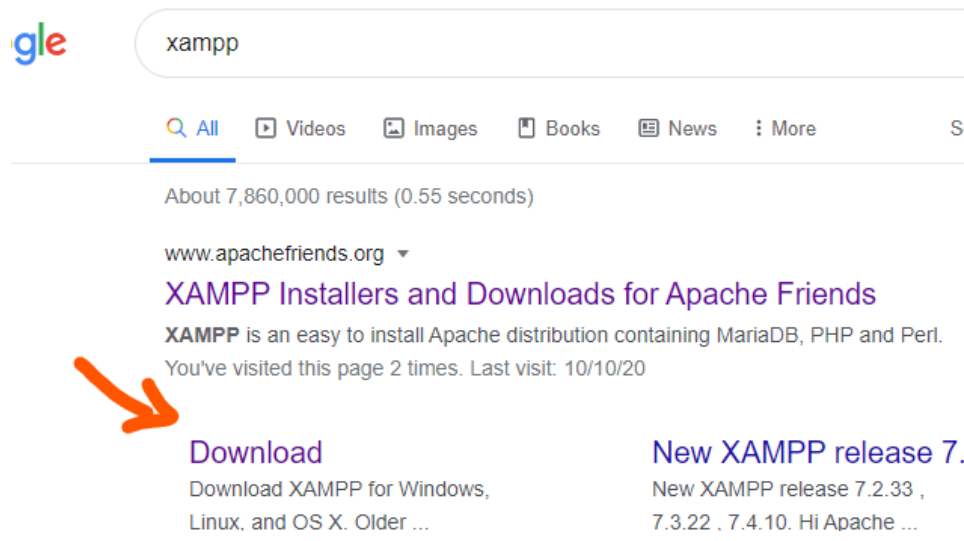 gle
xampp
All Videos Images Books News More S
About 7,860,000 results (0.55 seconds)
www.apachefriends.org
XAMPP Installers and Downloads for Apache Friends
XAMPP is an easy to install Apache distribution containing MariaDB, PHP and Perl.
You've visited this page 2 times. Last visit: 10/10/20
Download
Download XAMPP for Windows,
Linux, and OS X. Older ...
New XAMPP release 7.
New XAMPP release 7.2.33 ,
7.3.22 , 7.4.10. Hi Apache ...